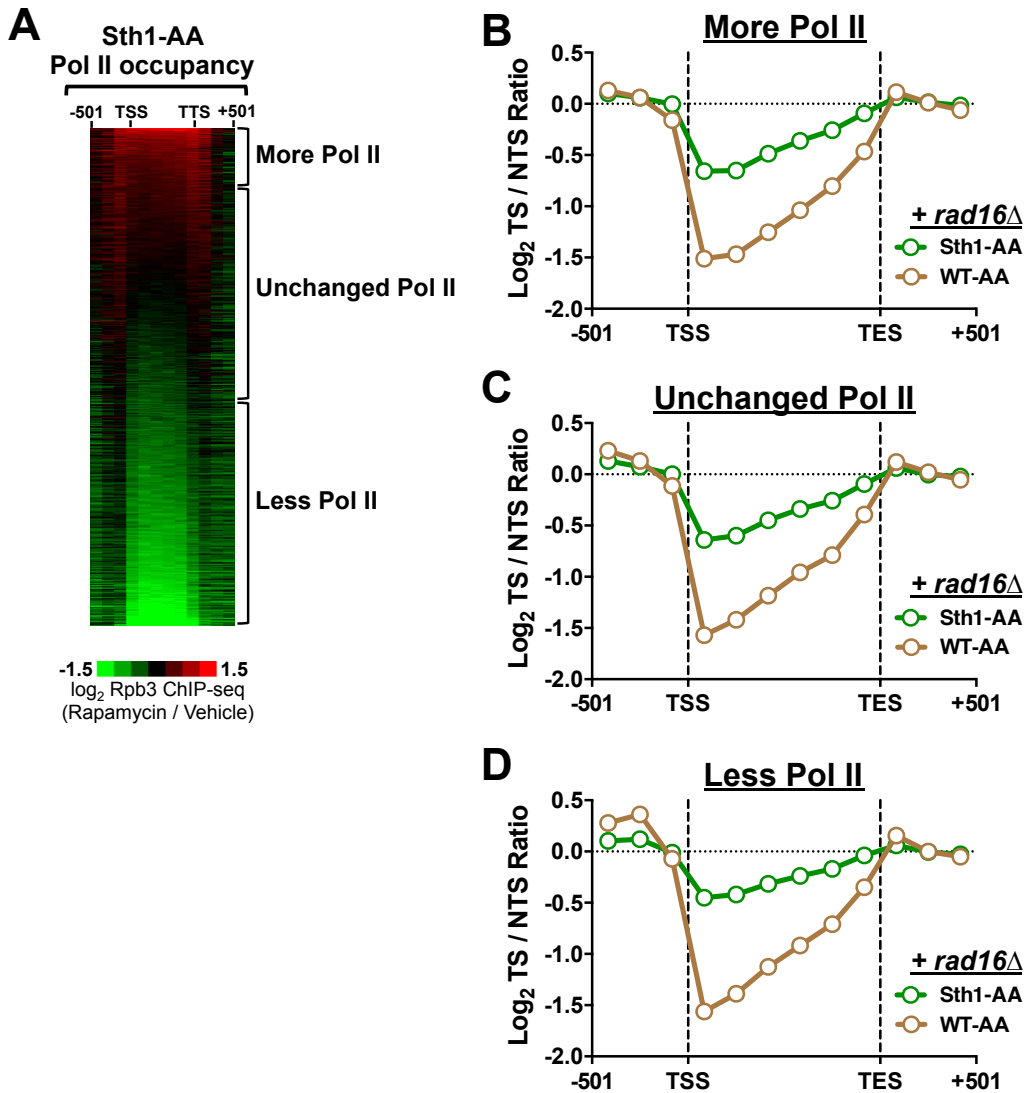 A
Sth1-AA
Pol II occupancy
-501 TSS TTS +501
More Pol II
Unchanged Pol II
Less Pol II
-1.5 1.5
log₂ Rpb3 ChIP-seq
(Rapamycin / Vehicle)
B
More Pol II
Log₂ TS / NTS Ratio
0.5
0.0
-0.5
-1.0
-1.5
-2.0
-501 TSS TES +501
+ rad16Δ
Sth1-AA
WT-AA
C
Unchanged Pol II
Log₂ TS / NTS Ratio
0.5
0.0
-0.5
-1.0
-1.5
-2.0
-501 TSS TES +501
+ rad16Δ
Sth1-AA
WT-AA
D
Less Pol II
Log₂ TS / NTS Ratio
0.5
0.0
-0.5
-1.0
-1.5
-2.0
-501 TSS TES +501
+ rad16Δ
Sth1-AA
WT-AA